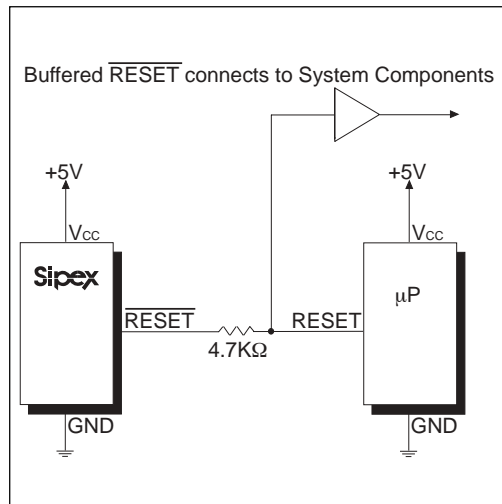 Buffered RESET connects to System Components
+5V
+5V
Vcc
Vcc
Sipex
μP
RESET
RESET
4.7KΩ
GND
GND